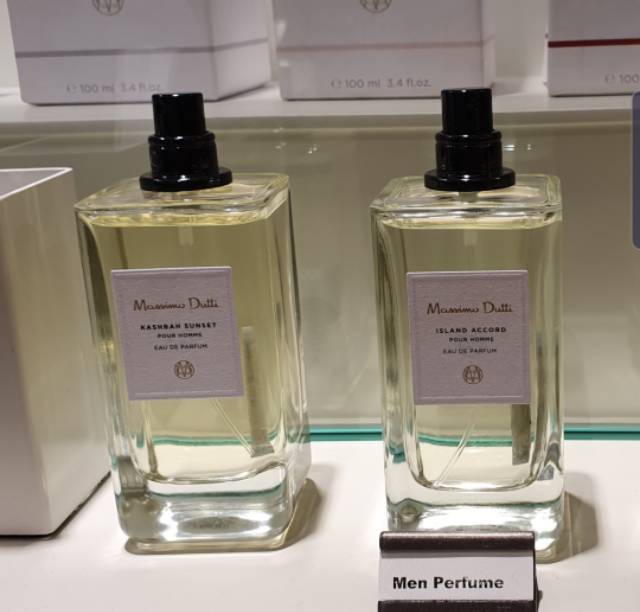 ℮ 100 ml 3.4 fl.oz.
℮ 100 ml 3.4 fl.oz.
℮ 100
Massimo Dutti
KASHBAH SUNSET
POUR HOMME
EAU DE PARFUM
Massimo Dutti
ISLAND ACCORD
POUR HOMME
EAU DE PARFUM
Men Perfume